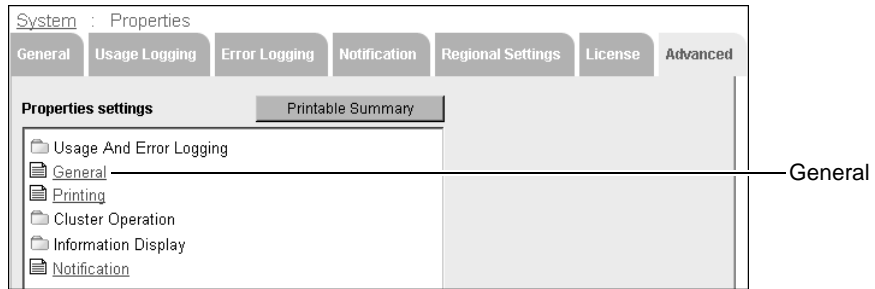 System : Properties
General Usage Logging Error Logging Notification Regional Settings License Advanced
Properties settings Printable Summary
Usage And Error Logging
General General
Printing
Cluster Operation
Information Display
Notification